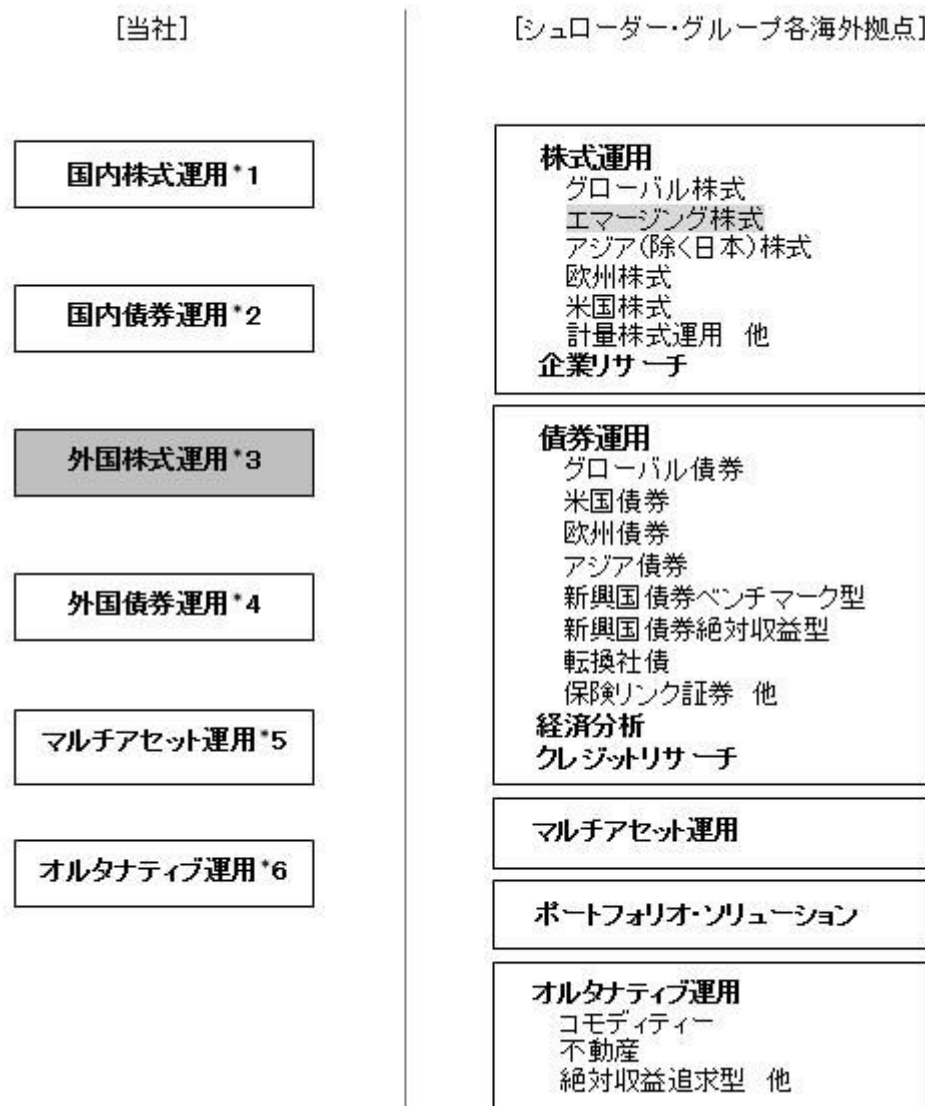 [当社]
国内株式運用*1
国内債券運用*2
外国株式運用*3
外国債券運用*4
マルチアセット運用*5
オルタナティブ運用*6
[シュローダー・グループ各海外拠点]
株式運用
グローバル株式
エマージング株式
アジア(除く日本)株式
欧州株式
米国株式
計量株式運用 他
企業リサーチ
債券運用
グローバル債券
米国債券
欧州債券
アジア債券
新興国債券ベンチマーク型
新興国債券絶対収益型
転換社債
保険リンク証券 他
経済分析
クレジットリサーチ
マルチアセット運用
ポートフォリオ・ソリューション
オルタナティブ運用
コモディティー
不動産
絶対収益追求型 他